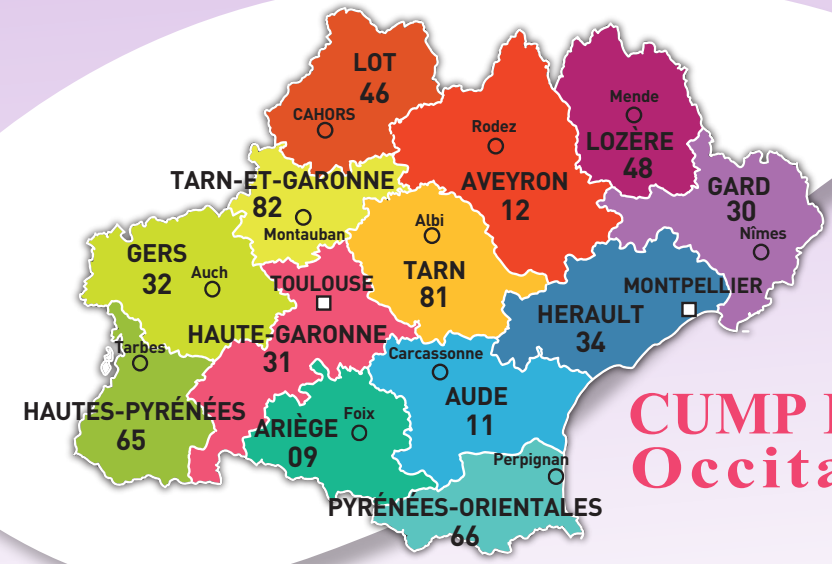 LOT
46
CAHORS
Mende
LOZÈRE
48
Rodez
AVEYRON
12
TARN-ET-GARONNE
82
Montauban
GARD
30
Nîmes
Albi
TARN
81
GERS
32
Auch
TOULOUSE
HAUTE-GARONNE
31
MONTPELLIER
HERAULT
34
Tarbes
HAUTES-PYRÉNÉES
65
Carcassonne
AUDE
11
Foix
ARIÈGE
09
Perpignan
PYRÉNÉES-ORIENTALES
66
CUMP
Occita